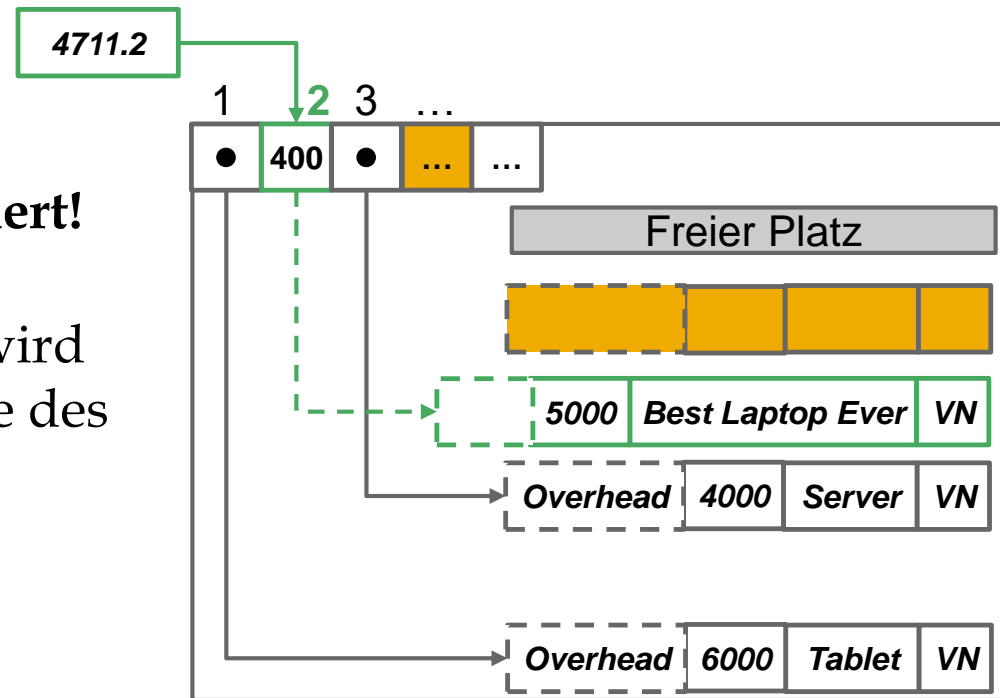 4711.2
1 2 3 ...
● 400 ● ... ...
ert!
Freier Platz
wird
e des
5000 Best Laptop Ever VN
Overhead 4000 Server VN
Overhead 6000 Tablet VN